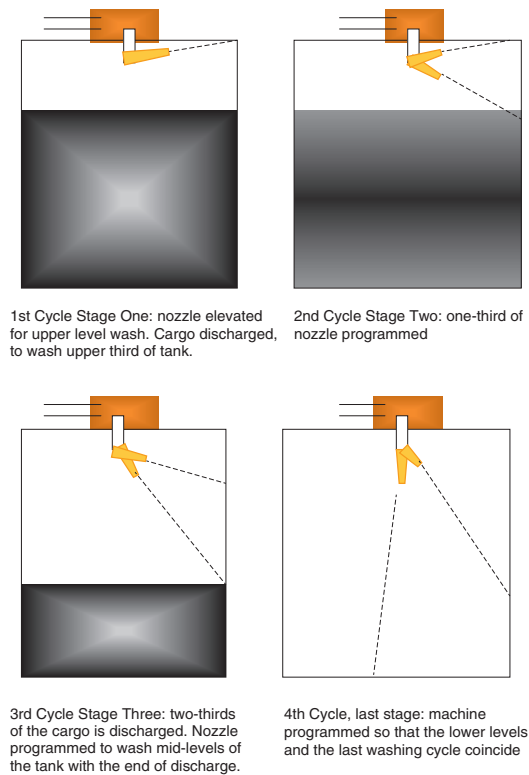 1st Cycle Stage One: nozzle elevated
for upper level wash. Cargo discharged,
to wash upper third of tank.
2nd Cycle Stage Two: one-third of
nozzle programmed
3rd Cycle Stage Three: two-thirds
of the cargo is discharged. Nozzle
programmed to wash mid-levels of
the tank with the end of discharge.
4th Cycle, last stage: machine
programmed so that the lower levels
and the last washing cycle coincide